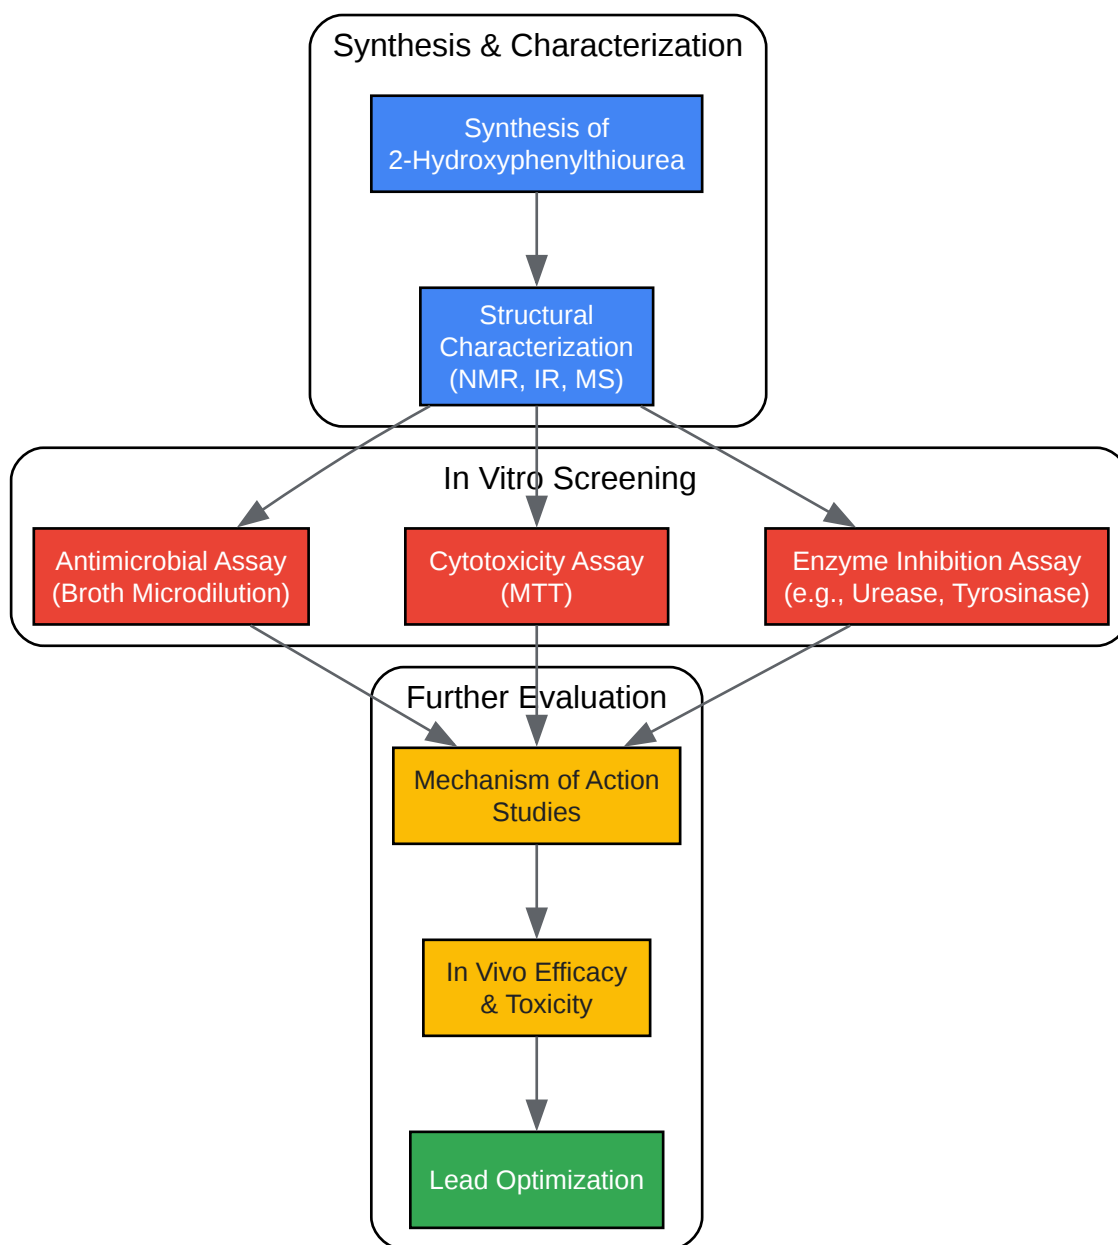 Synthesis & Characterization
Synthesis of
2-Hydroxyphenylthiourea
Structural
Characterization
(NMR, IR, MS)
In Vitro Screening
Antimicrobial Assay
(Broth Microdilution)
Cytotoxicity Assay
(MTT)
Enzyme Inhibition Assay
(e.g., Urease, Tyrosinase)
Further Evaluation
Mechanism of Action
Studies
In Vivo Efficacy
& Toxicity
Lead Optimization